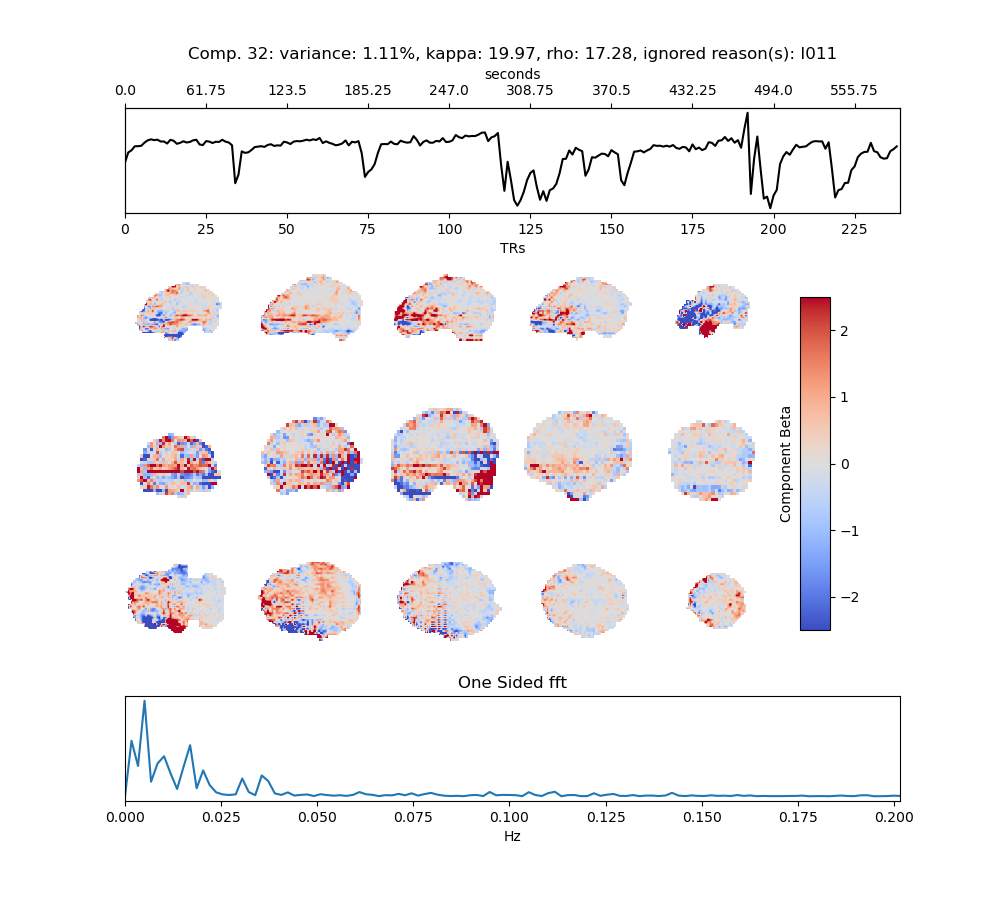 Comp. 32: variance: 1.11%, kappa: 19.97, rho: 17.28, ignored reason(s): I011
seconds
0.0 61.75 123.5 185.25 247.0 308.75 370.5 432.25 494.0 555.75
0 25 50 75 100 125 150 175 200 225
TRs
2
1
0
−1
−2
Component Beta
One Sided fft
0.000 0.025 0.050 0.075 0.100 0.125 0.150 0.175 0.200
Hz